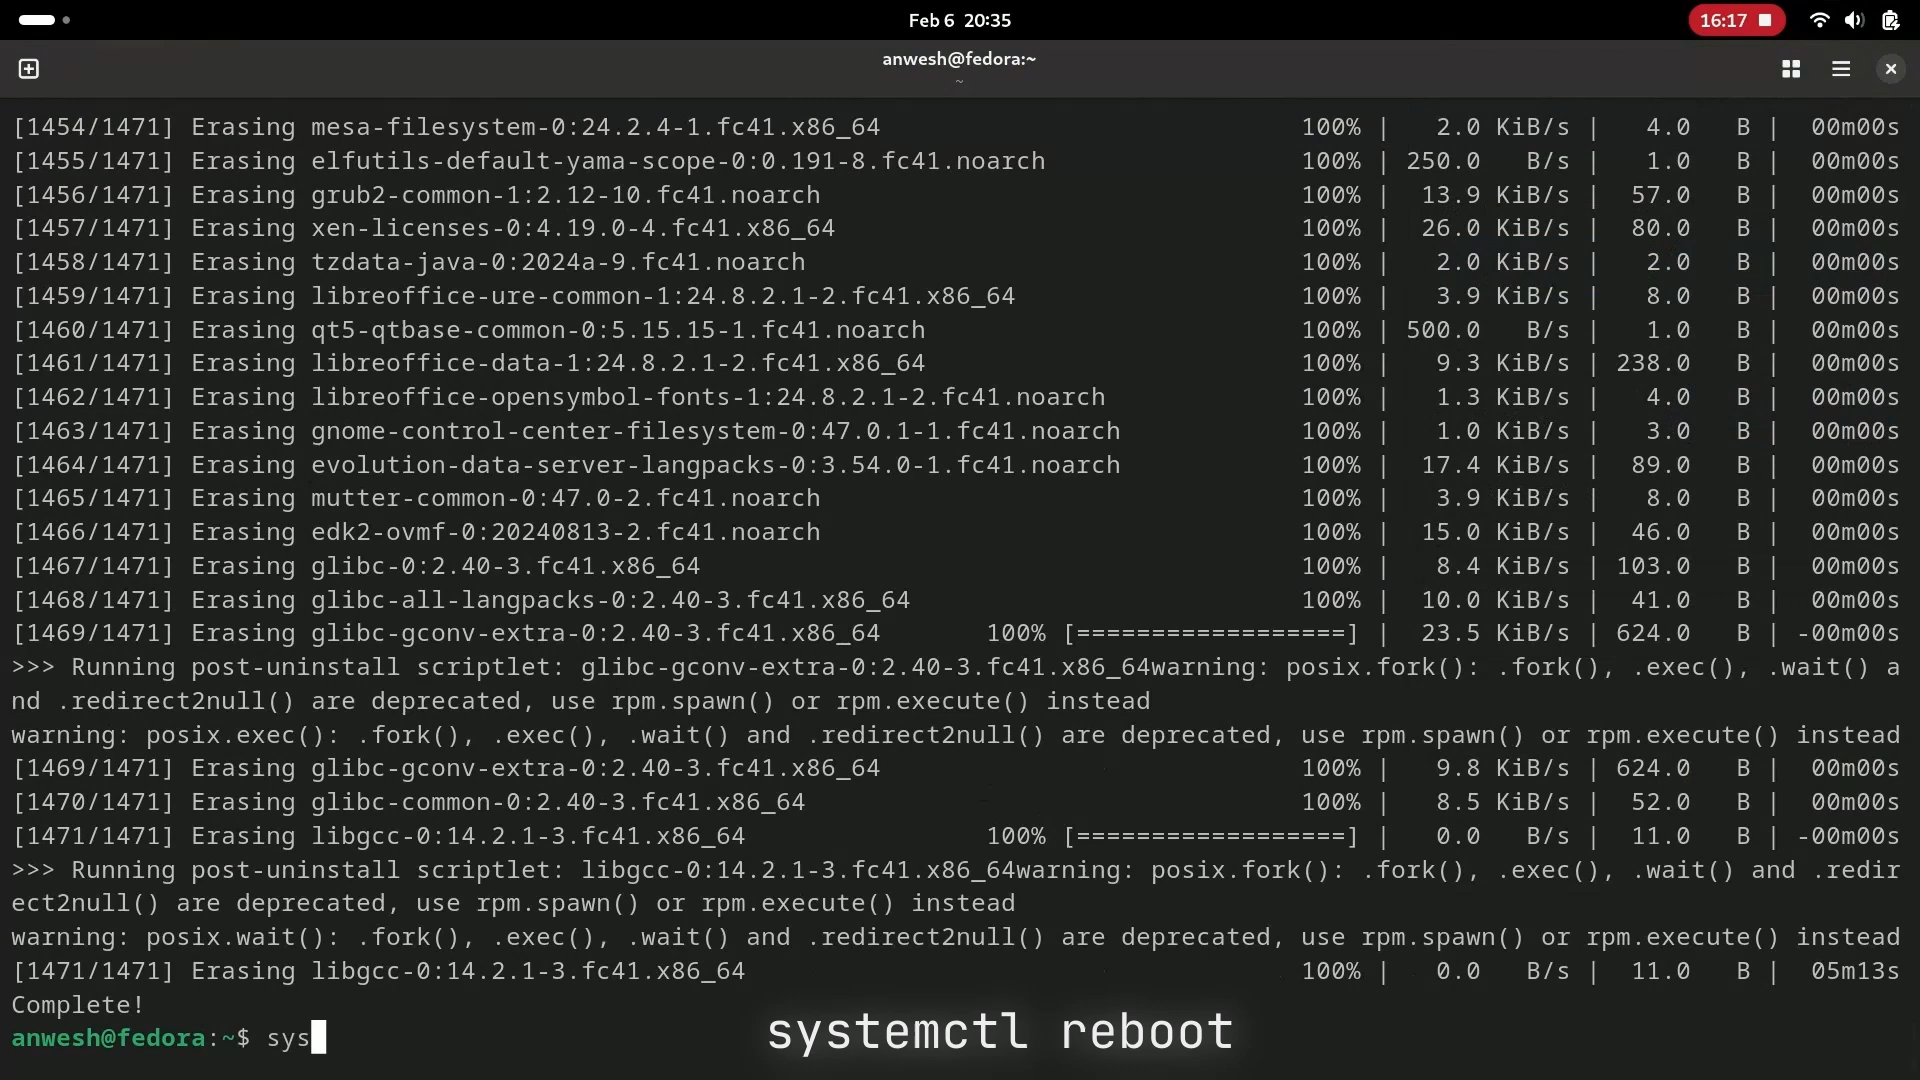 Feb 6 20:35
16:17
anwesh@fedora:~
~
[1454/1471] Erasing mesa-filesystem-0:24.2.4-1.fc41.x86_64 100% | 2.0 KiB/s | 4.0 B | 00m00s
[1455/1471] Erasing elfutils-default-yama-scope-0:0.191-8.fc41.noarch 100% | 250.0 B/s | 1.0 B | 00m00s
[1456/1471] Erasing grub2-common-1:2.12-10.fc41.noarch 100% | 13.9 KiB/s | 57.0 B | 00m00s
[1457/1471] Erasing xen-licenses-0:4.19.0-4.fc41.x86_64 100% | 26.0 KiB/s | 80.0 B | 00m00s
[1458/1471] Erasing tzdata-java-0:2024a-9.fc41.noarch 100% | 2.0 KiB/s | 2.0 B | 00m00s
[1459/1471] Erasing libreoffice-ure-common-1:24.8.2.1-2.fc41.x86_64 100% | 3.9 KiB/s | 8.0 B | 00m00s
[1460/1471] Erasing qt5-qtbase-common-0:5.15.15-1.fc41.noarch 100% | 500.0 B/s | 1.0 B | 00m00s
[1461/1471] Erasing libreoffice-data-1:24.8.2.1-2.fc41.x86_64 100% | 9.3 KiB/s | 238.0 B | 00m00s
[1462/1471] Erasing libreoffice-opensymbol-fonts-1:24.8.2.1-2.fc41.noarch 100% | 1.3 KiB/s | 4.0 B | 00m00s
[1463/1471] Erasing gnome-control-center-filesystem-0:47.0.1-1.fc41.noarch 100% | 1.0 KiB/s | 3.0 B | 00m00s
[1464/1471] Erasing evolution-data-server-langpacks-0:3.54.0-1.fc41.noarch 100% | 17.4 KiB/s | 89.0 B | 00m00s
[1465/1471] Erasing mutter-common-0:47.0-2.fc41.noarch 100% | 3.9 KiB/s | 8.0 B | 00m00s
[1466/1471] Erasing edk2-ovmf-0:20240813-2.fc41.noarch 100% | 15.0 KiB/s | 46.0 B | 00m00s
[1467/1471] Erasing glibc-0:2.40-3.fc41.x86_64 100% | 8.4 KiB/s | 103.0 B | 00m00s
[1468/1471] Erasing glibc-all-langpacks-0:2.40-3.fc41.x86_64 100% | 10.0 KiB/s | 41.0 B | 00m00s
[1469/1471] Erasing glibc-gconv-extra-0:2.40-3.fc41.x86_64 100% [==================] | 23.5 KiB/s | 624.0 B | -00m00s
>>> Running post-uninstall scriptlet: glibc-gconv-extra-0:2.40-3.fc41.x86_64warning: posix.fork(): .fork(), .exec(), .wait() a
nd .redirect2null() are deprecated, use rpm.spawn() or rpm.execute() instead
warning: posix.exec(): .fork(), .exec(), .wait() and .redirect2null() are deprecated, use rpm.spawn() or rpm.execute() instead
[1469/1471] Erasing glibc-gconv-extra-0:2.40-3.fc41.x86_64 100% | 9.8 KiB/s | 624.0 B | 00m00s
[1470/1471] Erasing glibc-common-0:2.40-3.fc41.x86_64 100% | 8.5 KiB/s | 52.0 B | 00m00s
[1471/1471] Erasing libgcc-0:14.2.1-3.fc41.x86_64 100% [==================] | 0.0 B/s | 11.0 B | -00m00s
>>> Running post-uninstall scriptlet: libgcc-0:14.2.1-3.fc41.x86_64warning: posix.fork(): .fork(), .exec(), .wait() and .redir
ect2null() are deprecated, use rpm.spawn() or rpm.execute() instead
warning: posix.wait(): .fork(), .exec(), .wait() and .redirect2null() are deprecated, use rpm.spawn() or rpm.execute() instead
[1471/1471] Erasing libgcc-0:14.2.1-3.fc41.x86_64 100% | 0.0 B/s | 11.0 B | 05m13s
Complete!
anwesh@fedora:~$ sys
systemctl reboot